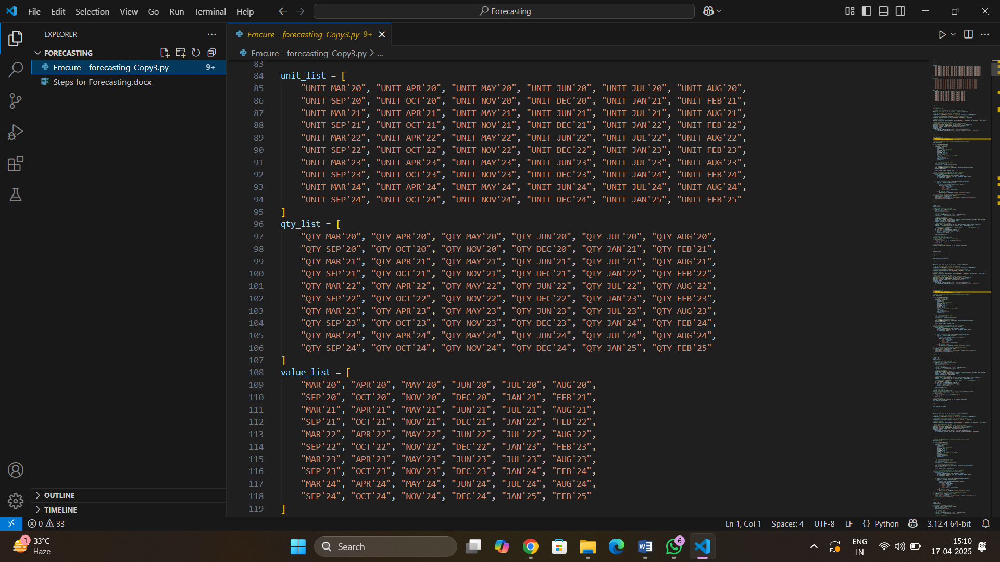 File Edit Selection View Go Run Terminal Help
Forecasting
EXPLORER
FORECASTING
Emcure - forecasting-Copy3.py 9+
Steps for Forecasting.docx
OUTLINE
TIMELINE
Emcure - forecasting-Copy3.py 9+
Emcure - forecasting-Copy3.py > ...
83
84 unit_list = [
85 "UNIT MAR'20", "UNIT APR'20", "UNIT MAY'20", "UNIT JUN'20", "UNIT JUL'20", "UNIT AUG'20",
86 "UNIT SEP'20", "UNIT OCT'20", "UNIT NOV'20", "UNIT DEC'20", "UNIT JAN'21", "UNIT FEB'21",
87 "UNIT MAR'21", "UNIT APR'21", "UNIT MAY'21", "UNIT JUN'21", "UNIT JUL'21", "UNIT AUG'21",
88 "UNIT SEP'21", "UNIT OCT'21", "UNIT NOV'21", "UNIT DEC'21", "UNIT JAN'22", "UNIT FEB'22",
89 "UNIT MAR'22", "UNIT APR'22", "UNIT MAY'22", "UNIT JUN'22", "UNIT JUL'22", "UNIT AUG'22",
90 "UNIT SEP'22", "UNIT OCT'22", "UNIT NOV'22", "UNIT DEC'22", "UNIT JAN'23", "UNIT FEB'23",
91 "UNIT MAR'23", "UNIT APR'23", "UNIT MAY'23", "UNIT JUN'23", "UNIT JUL'23", "UNIT AUG'23",
92 "UNIT SEP'23", "UNIT OCT'23", "UNIT NOV'23", "UNIT DEC'23", "UNIT JAN'24", "UNIT FEB'24",
93 "UNIT MAR'24", "UNIT APR'24", "UNIT MAY'24", "UNIT JUN'24", "UNIT JUL'24", "UNIT AUG'24",
94 "UNIT SEP'24", "UNIT OCT'24", "UNIT NOV'24", "UNIT DEC'24", "UNIT JAN'25", "UNIT FEB'25"
95 ]
96 qty_list = [
97 "QTY MAR'20", "QTY APR'20", "QTY MAY'20", "QTY JUN'20", "QTY JUL'20", "QTY AUG'20",
98 "QTY SEP'20", "QTY OCT'20", "QTY NOV'20", "QTY DEC'20", "QTY JAN'21", "QTY FEB'21",
99 "QTY MAR'21", "QTY APR'21", "QTY MAY'21", "QTY JUN'21", "QTY JUL'21", "QTY AUG'21",
100 "QTY SEP'21", "QTY OCT'21", "QTY NOV'21", "QTY DEC'21", "QTY JAN'22", "QTY FEB'22",
101 "QTY MAR'22", "QTY APR'22", "QTY MAY'22", "QTY JUN'22", "QTY JUL'22", "QTY AUG'22",
102 "QTY SEP'22", "QTY OCT'22", "QTY NOV'22", "QTY DEC'22", "QTY JAN'23", "QTY FEB'23",
103 "QTY MAR'23", "QTY APR'23", "QTY MAY'23", "QTY JUN'23", "QTY JUL'23", "QTY AUG'23",
104 "QTY SEP'23", "QTY OCT'23", "QTY NOV'23", "QTY DEC'23", "QTY JAN'24", "QTY FEB'24",
105 "QTY MAR'24", "QTY APR'24", "QTY MAY'24", "QTY JUN'24", "QTY JUL'24", "QTY AUG'24",
106 "QTY SEP'24", "QTY OCT'24", "QTY NOV'24", "QTY DEC'24", "QTY JAN'25", "QTY FEB'25"
107 ]
108 value_list = [
109 "MAR'20", "APR'20", "MAY'20", "JUN'20", "JUL'20", "AUG'20",
110 "SEP'20", "OCT'20", "NOV'20", "DEC'20", "JAN'21", "FEB'21",
111 "MAR'21", "APR'21", "MAY'21", "JUN'21", "JUL'21", "AUG'21",
112 "SEP'21", "OCT'21", "NOV'21", "DEC'21", "JAN'22", "FEB'22",
113 "MAR'22", "APR'22", "MAY'22", "JUN'22", "JUL'22", "AUG'22",
114 "SEP'22", "OCT'22", "NOV'22", "DEC'22", "JAN'23", "FEB'23",
115 "MAR'23", "APR'23", "MAY'23", "JUN'23", "JUL'23", "AUG'23",
116 "SEP'23", "OCT'23", "NOV'23", "DEC'23", "JAN'24", "FEB'24",
117 "MAR'24", "APR'24", "MAY'24", "JUN'24", "JUL'24", "AUG'24",
118 "SEP'24", "OCT'24", "NOV'24", "DEC'24", "JAN'25", "FEB'25"
119 ]
0 33 Ln 1, Col 1 Spaces: 4 UTF-8 LF {} Python 3.12.4 64-bit
1 33°C
Haze
Search
6
ENG
IN
15:10
17-04-2025